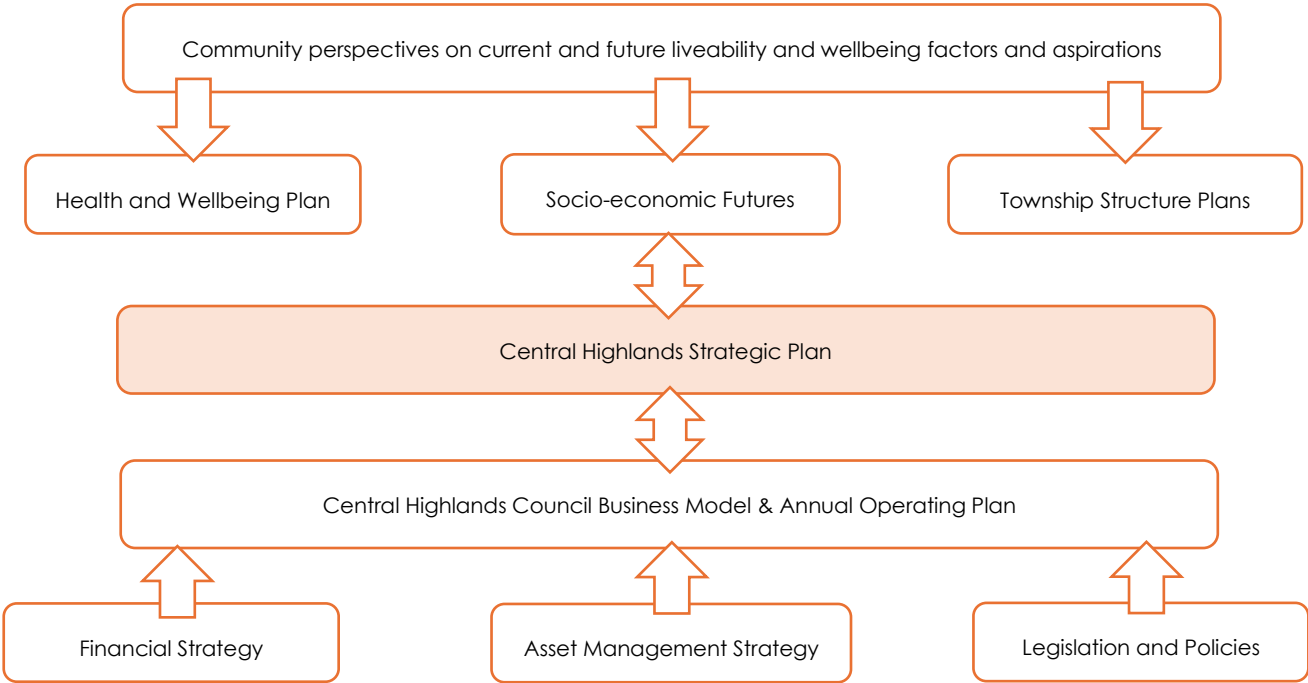 Community perspectives on current and future liveability and wellbeing factors and aspirations
Health and Wellbeing Plan
Socio-economic Futures
Township Structure Plans
Central Highlands Strategic Plan
Central Highlands Council Business Model & Annual Operating Plan
Financial Strategy
Asset Management Strategy
Legislation and Policies